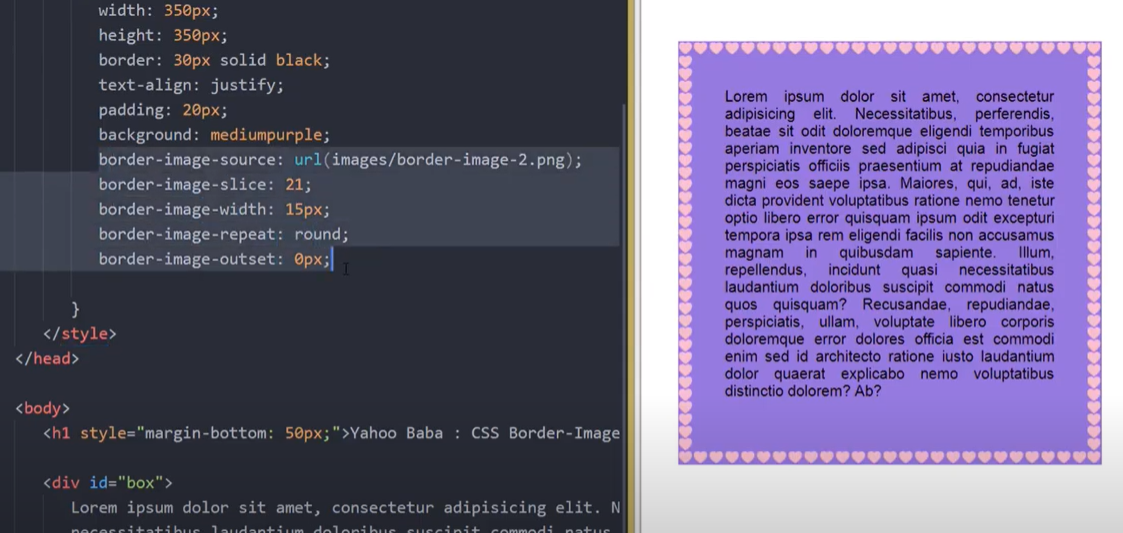 width: 350px;
height: 350px;
border: 30px solid black;
text-align: justify;
padding: 20px;
background: mediumpurple;
border-image-source: url(images/border-image-2.png);
border-image-slice: 21;
border-image-width: 15px;
border-image-repeat: round;
border-image-outset: 0px;
}
</style>
</head>
<body>
<h1 style="margin-bottom: 50px;">Yahoo Baba : CSS Border-Image
<div id="box">
Lorem ipsum dolor sit amet, consectetur adipisicing elit. N
necessitatibus laudantium doloribus suscipit commodi natus
Lorem ipsum dolor sit amet, consectetur
adipisicing elit. Necessitatibus, perferendis,
beatae sit odit doloremque eligendi temporibus
aperiam inventore sed adipisci quia in fugiat
perspiciatis officiis praesentium at repudiandae
magni eos saepe ipsa. Maiores, qui, ad, iste
dicta provident voluptatibus ratione nemo tenetur
optio libero error quisquam ipsum odit excepturi
tempora ipsa rem eligendi facilis non accusamus
magnam in quibusdam sapiente. Illum,
repellendus, incidunt quasi necessitatibus
laudantium doloribus suscipit commodi natus
quos quisquam? Recusandae, repudiandae,
perspiciatis, ullam, voluptate libero corporis
doloremque error dolores officia est commodi
enim sed id architecto ratione iusto laudantium
dolor quaerat explicabo nemo voluptatibus
distinctio dolorem? Ab?